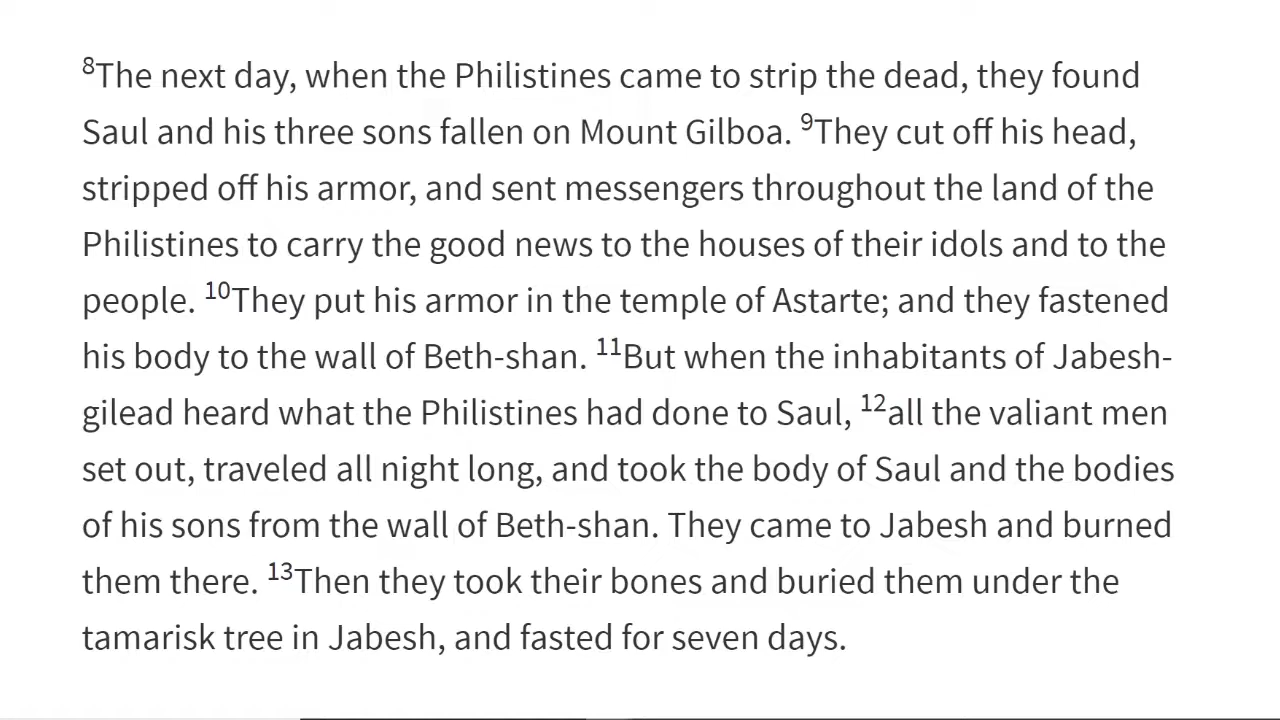 ⁸The next day, when the Philistines came to strip the dead, they found
Saul and his three sons fallen on Mount Gilboa. ⁹They cut off his head,
stripped off his armor, and sent messengers throughout the land of the
Philistines to carry the good news to the houses of their idols and to the
people. ¹⁰They put his armor in the temple of Astarte; and they fastened
his body to the wall of Beth-shan. ¹¹But when the inhabitants of Jabesh-
gilead heard what the Philistines had done to Saul, ¹²all the valiant men
set out, traveled all night long, and took the body of Saul and the bodies
of his sons from the wall of Beth-shan. They came to Jabesh and burned
them there. ¹³Then they took their bones and buried them under the
tamarisk tree in Jabesh, and fasted for seven days.